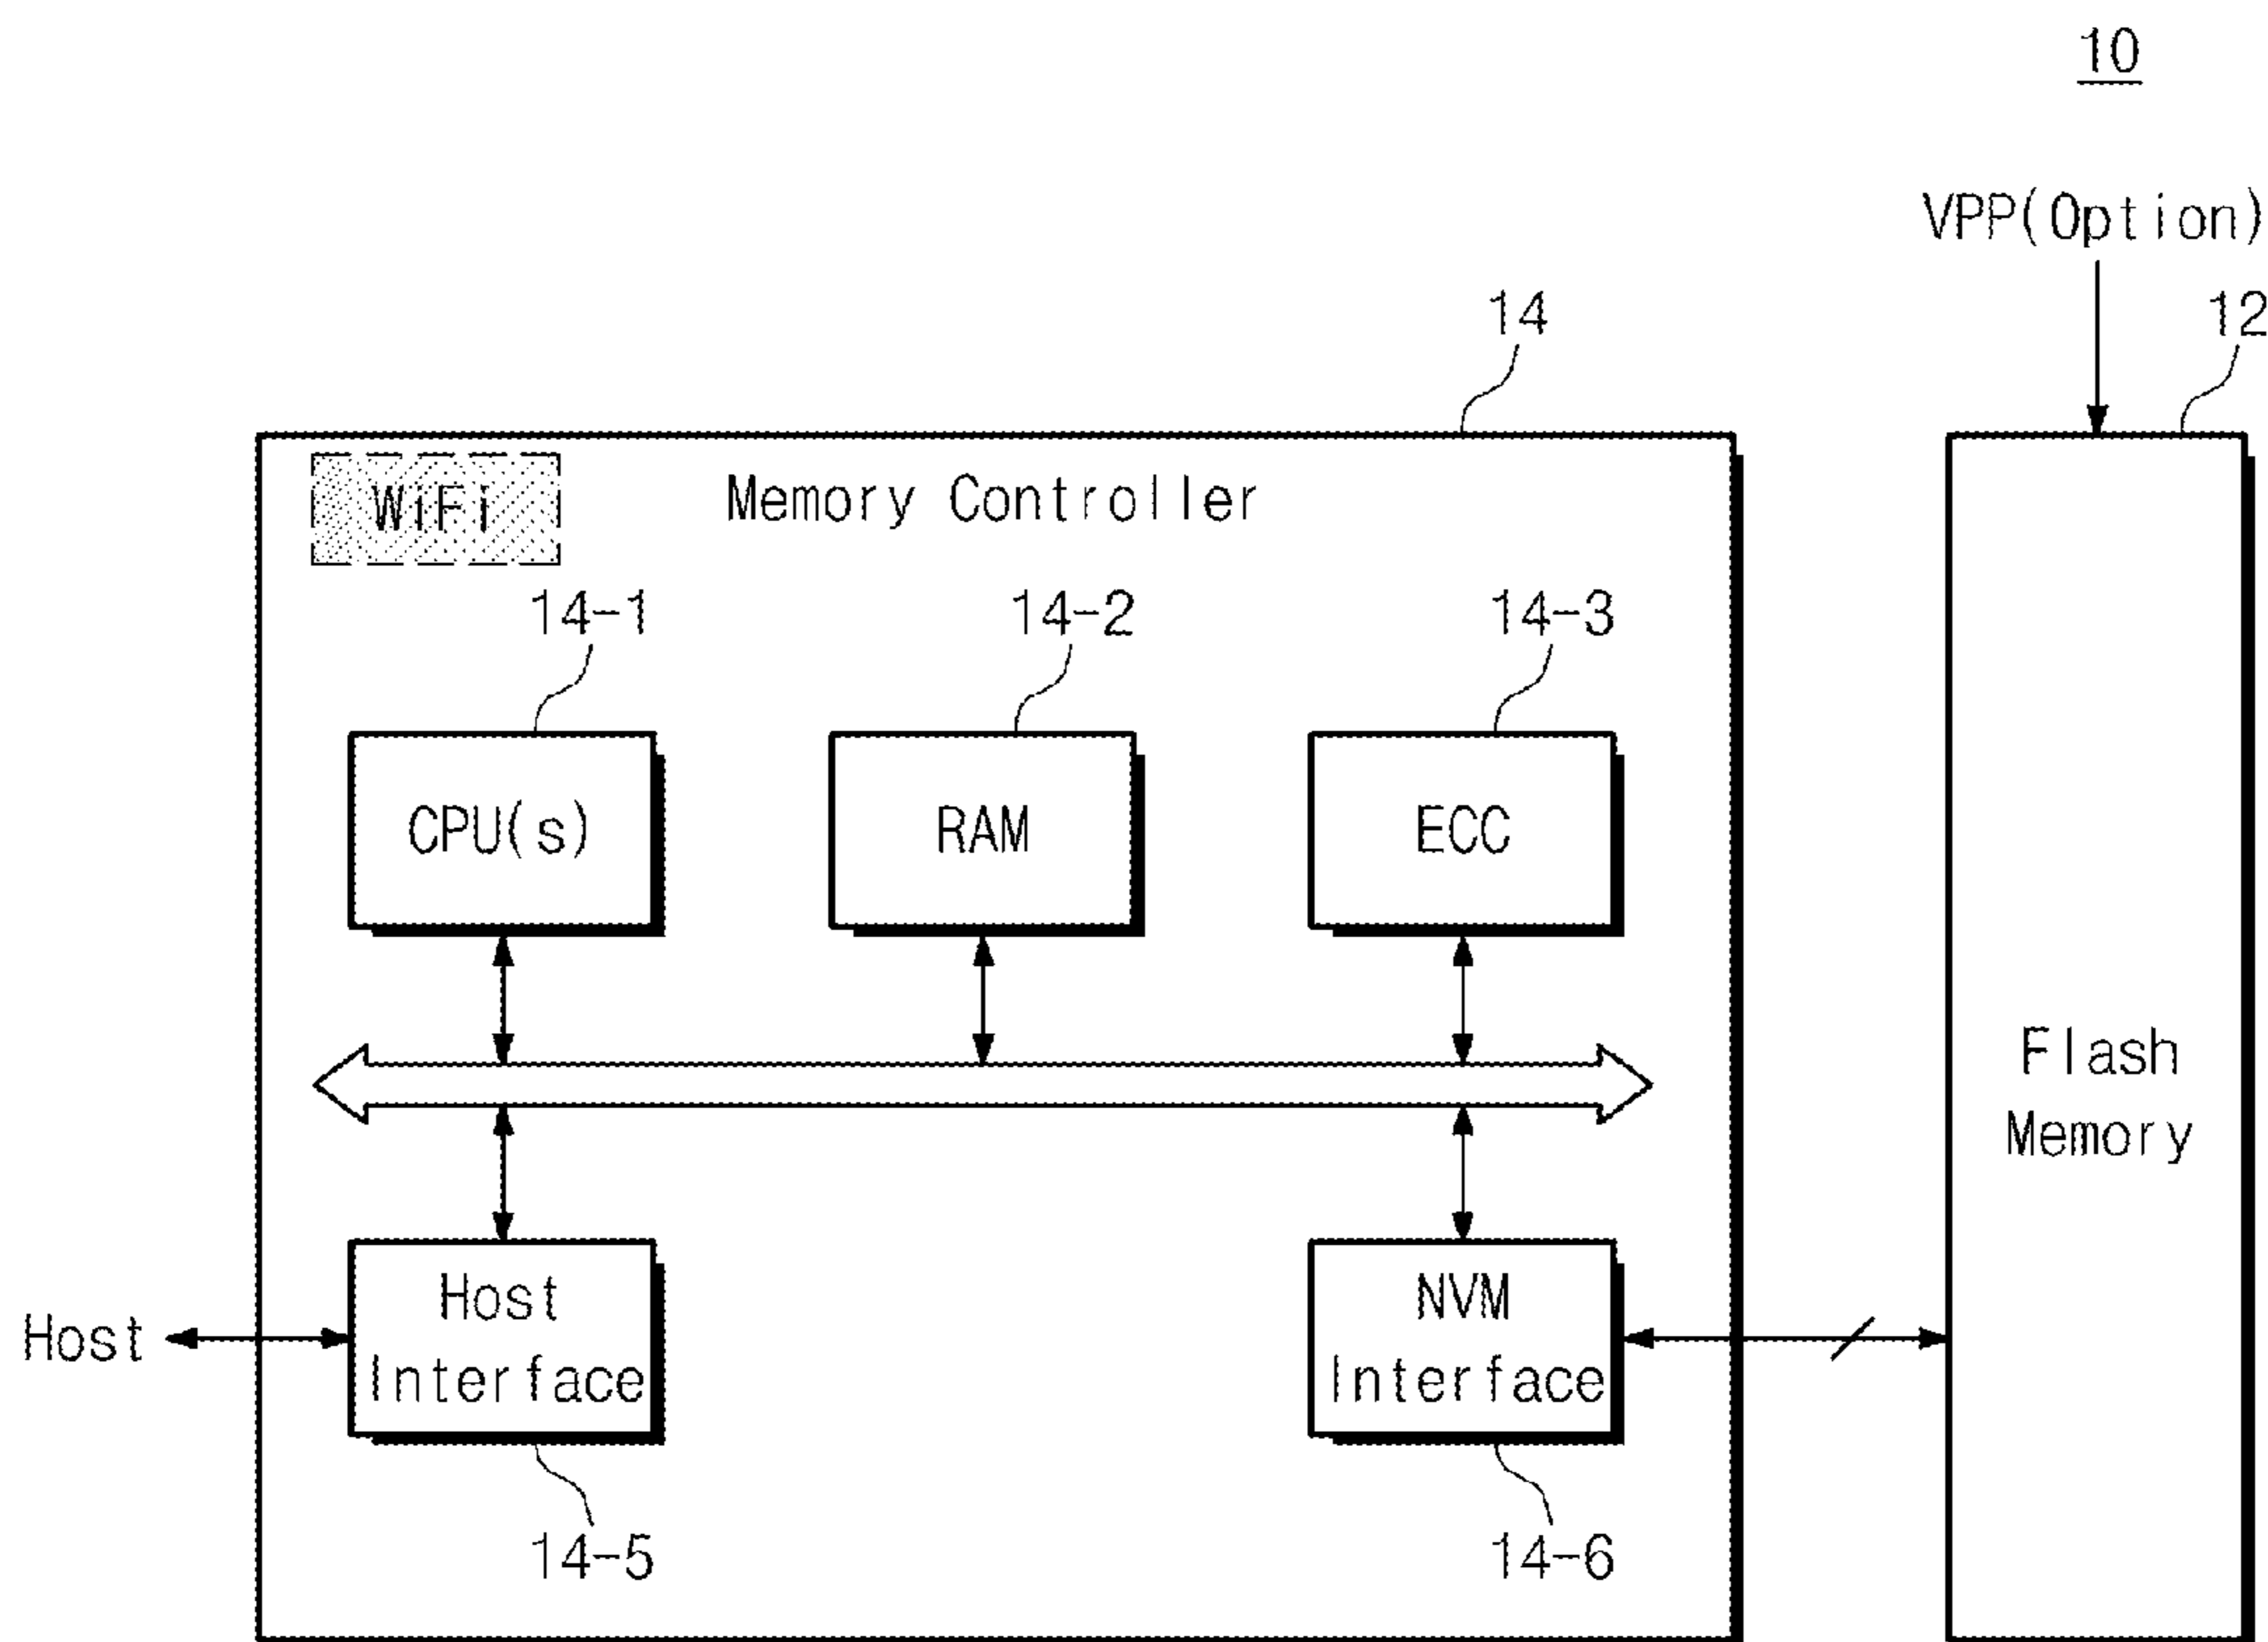 10
VPP(Option)
14
12
WiFi
Memory Controller
14-1
14-2
14-3
CPU(s)
RAM
ECC
Flash
Memory
Host
Interface
NVM
Interface
Host
14-5
14-6